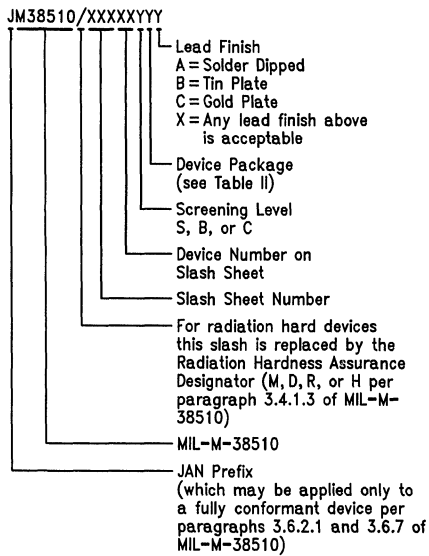 JM38510/XXXXXYYY
Lead Finish
A = Solder Dipped
B = Tin Plate
C = Gold Plate
X = Any lead finish above
is acceptable
Device Package
(see Table II)
Screening Level
S, B, or C
Device Number on
Slash Sheet
Slash Sheet Number
For radiation hard devices
this slash is replaced by the
Radiation Hardness Assurance
Designator (M, D, R, or H per
paragraph 3.4.1.3 of MIL-M-
38510)
MIL-M-38510
JAN Prefix
(which may be applied only to
a fully conformant device per
paragraphs 3.6.2.1 and 3.6.7 of
MIL-M-38510)